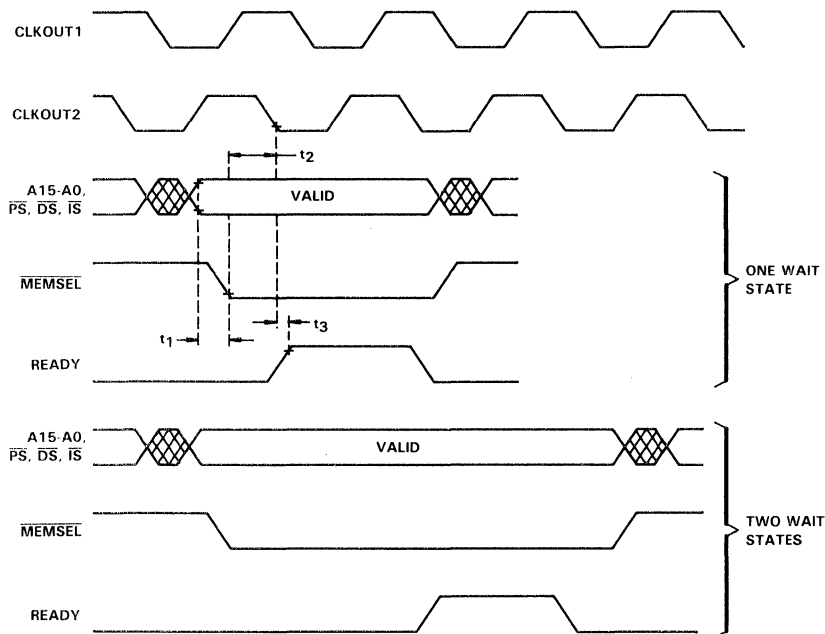 CLKOUT1
CLKOUT2
t2
A15-A0,
PS, DS, IS
VALID
MEMSEL
t1
t3
READY
ONE WAIT
STATE
A15-A0,
PS, DS, IS
VALID
MEMSEL
READY
TWO WAIT
STATES